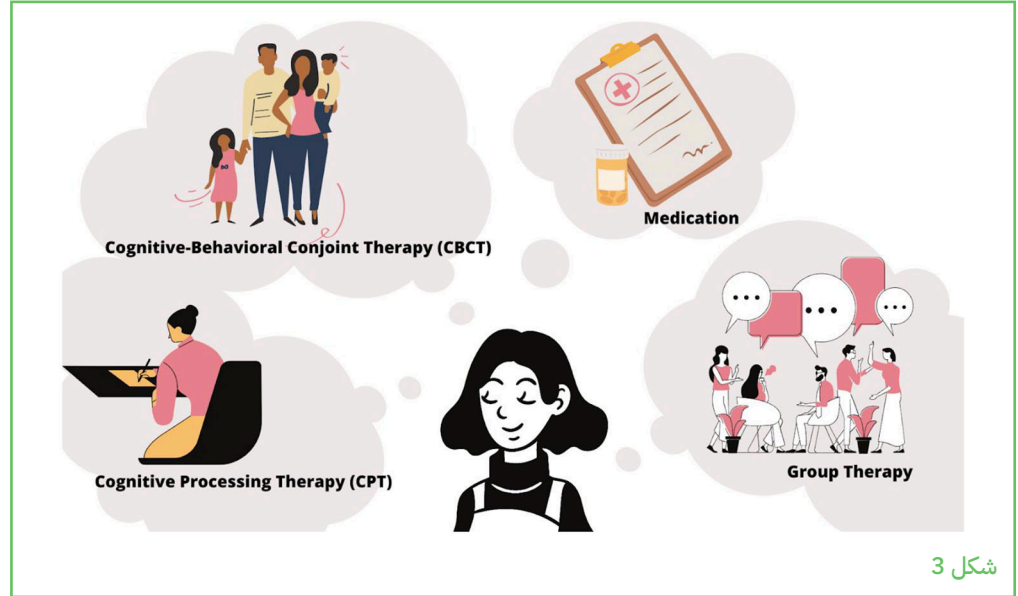 Medication
Cognitive-Behavioral Conjoint Therapy (CBCT)
Group Therapy
Cognitive Processing Therapy (CPT)
شكل 3